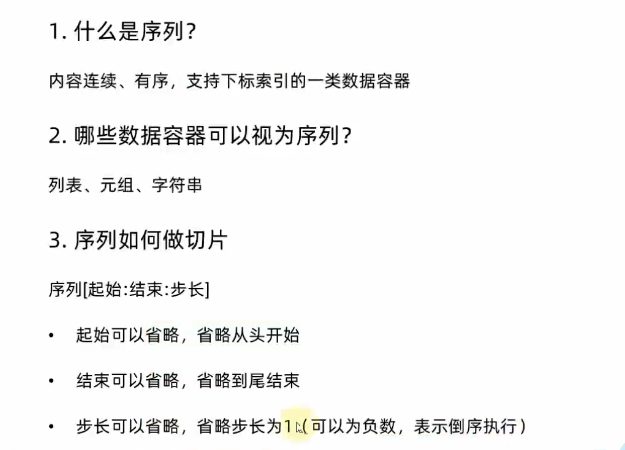 1. 什么是序列？
内容连续、有序，支持下标索引的一类数据容器
2. 哪些数据容器可以视为序列？
列表、元组、字符串
3. 序列如何做切片
序列[起始:结束:步长]
• 起始可以省略，省略从头开始
• 结束可以省略，省略到尾结束
• 步长可以省略，省略步长为1（可以为负数，表示倒序执行）